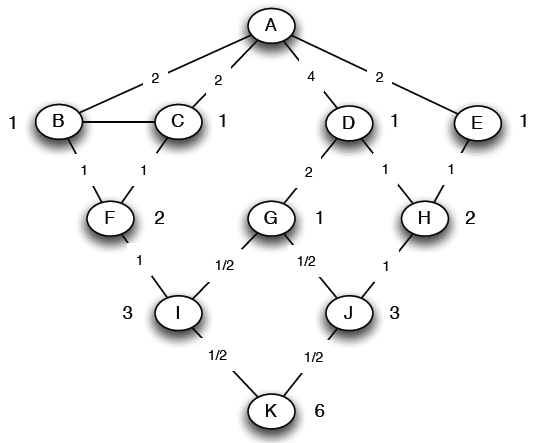 A
2 2 4 2
1 B C 1 D 1 E 1
1 1 2 1 1
F 2 G 1 H 2
1 1/2 1/2 1
3 I J 3
1/2 1/2
K 6